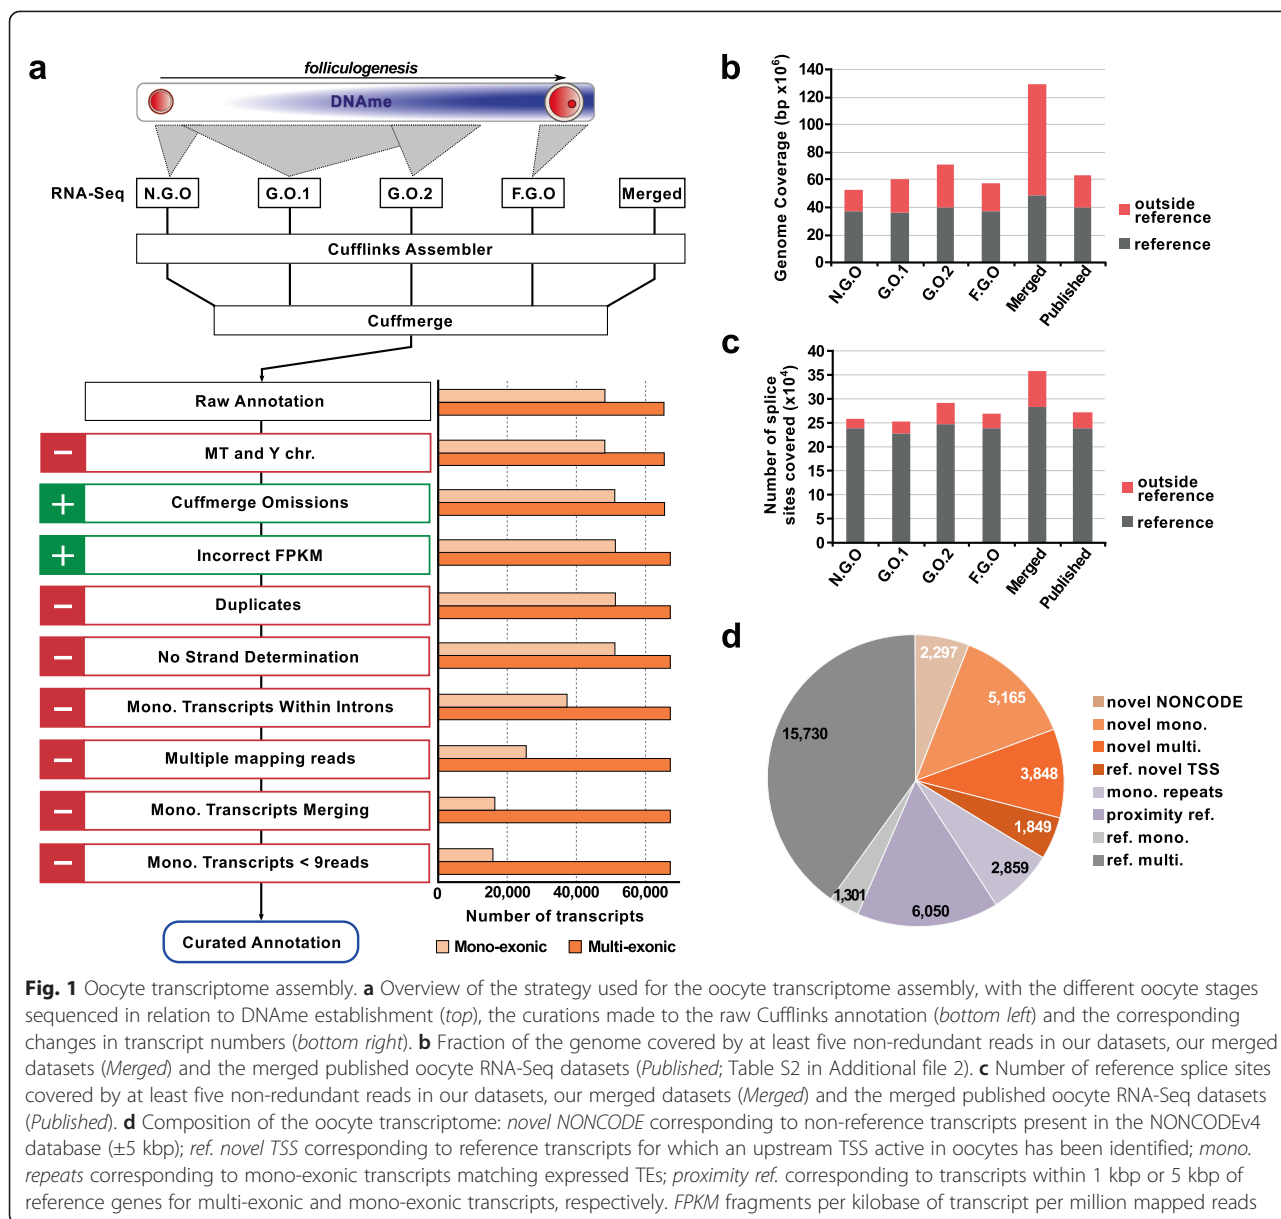 a
folliculogenesis
DNAme
RNA-Seq
N.G.O
G.O.1
G.O.2
F.G.O
Merged
Cufflinks Assembler
Cuffmerge
Raw Annotation
− MT and Y chr.
+ Cuffmerge Omissions
+ Incorrect FPKM
− Duplicates
− No Strand Determination
− Mono. Transcripts Within Introns
− Multiple mapping reads
− Mono. Transcripts Merging
− Mono. Transcripts < 9reads
Curated Annotation
0 20,000 40,000 60,000
Number of transcripts
Mono-exonic Multi-exonic
b
Genome Coverage (bp x10⁶)
140
120
100
80
60
40
20
0
N.G.O
G.O.1
G.O.2
F.G.O
Merged
Published
outside
reference
reference
c
Number of splice
sites covered (x10⁴)
40
35
30
25
20
15
10
5
0
N.G.O
G.O.1
G.O.2
F.G.O
Merged
Published
outside
reference
reference
d
2,297
5,165
3,848
1,849
2,859
6,050
1,301
15,730
novel NONCODE
novel mono.
novel multi.
ref. novel TSS
mono. repeats
proximity ref.
ref. mono.
ref. multi.
Fig. 1 Oocyte transcriptome assembly. a Overview of the strategy used for the oocyte transcriptome assembly, with the different oocyte stages
sequenced in relation to DNAme establishment (top), the curations made to the raw Cufflinks annotation (bottom left) and the corresponding
changes in transcript numbers (bottom right). b Fraction of the genome covered by at least five non-redundant reads in our datasets, our merged
datasets (Merged) and the merged published oocyte RNA-Seq datasets (Published; Table S2 in Additional file 2). c Number of reference splice sites
covered by at least five non-redundant reads in our datasets, our merged datasets (Merged) and the merged published oocyte RNA-Seq datasets
(Published). d Composition of the oocyte transcriptome: novel NONCODE corresponding to non-reference transcripts present in the NONCODEv4
database (±5 kbp); ref. novel TSS corresponding to reference transcripts for which an upstream TSS active in oocytes has been identified; mono.
repeats corresponding to mono-exonic transcripts matching expressed TEs; proximity ref. corresponding to transcripts within 1 kbp or 5 kbp of
reference genes for multi-exonic and mono-exonic transcripts, respectively. FPKM fragments per kilobase of transcript per million mapped reads